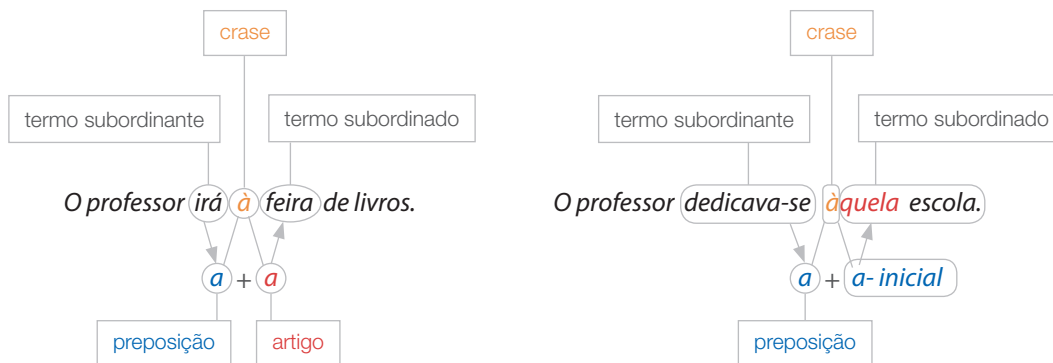 crase
termo subordinante
termo subordinado
O professor irá à feira de livros.
a + a
preposição
artigo
crase
termo subordinante
termo subordinado
O professor dedicava-se àquela escola.
a + a- inicial
preposição